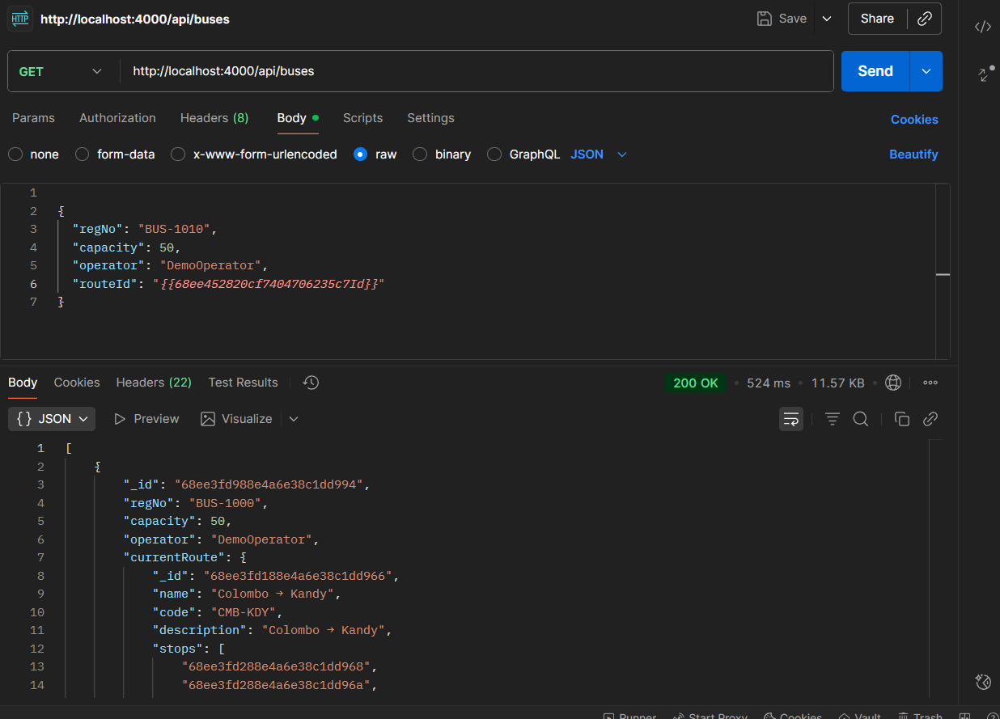 HTTP http://localhost:4000/api/buses Save Share
GET http://localhost:4000/api/buses Send
Params Authorization Headers (8) Body Scripts Settings Cookies
none form-data x-www-form-urlencoded raw binary GraphQL JSON Beautify
1
2 {
3 "regNo": "BUS-1010",
4 "capacity": 50,
5 "operator": "DemoOperator",
6 "routeId": "{{68ee452820cf7404706235c7Id}}"
7 }
Body Cookies Headers (22) Test Results 200 OK • 524 ms • 11.57 KB •
{} JSON Preview Visualize
1 [
2 {
3 "_id": "68ee3fd988e4a6e38c1dd994",
4 "regNo": "BUS-1000",
5 "capacity": 50,
6 "operator": "DemoOperator",
7 "currentRoute": {
8 "_id": "68ee3fd188e4a6e38c1dd966",
9 "name": "Colombo → Kandy",
10 "code": "CMB-KDY",
11 "description": "Colombo → Kandy",
12 "stops": [
13 "68ee3fd288e4a6e38c1dd968",
14 "68ee3fd288e4a6e38c1dd96a",
Runner Start Proxy Cookies Vault Trash